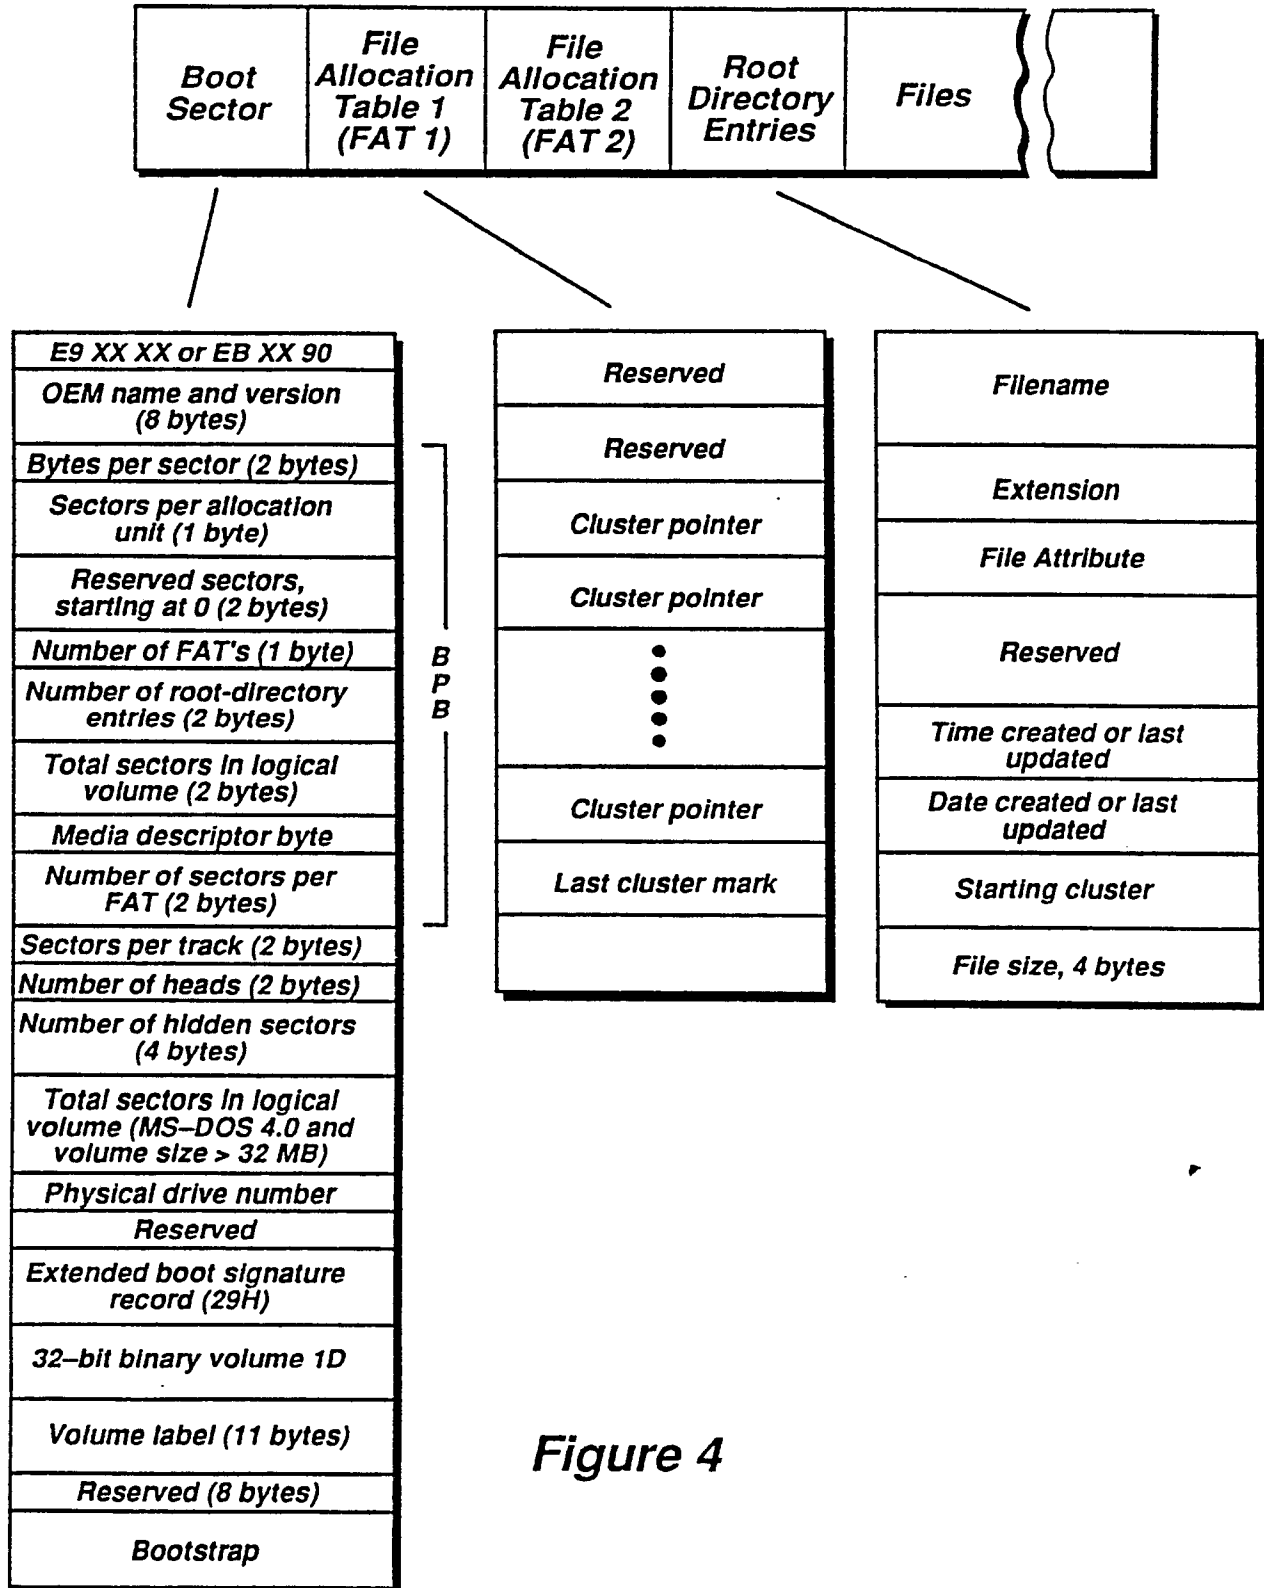 Boot
Sector
File
Allocation
Table 1
(FAT 1)
File
Allocation
Table 2
(FAT 2)
Root
Directory
Entries
Files
E9 XX XX or EB XX 90
OEM name and version
(8 bytes)
Bytes per sector (2 bytes)
Sectors per allocation
unit (1 byte)
Reserved sectors,
starting at 0 (2 bytes)
Number of FAT's (1 byte)
Number of root-directory
entries (2 bytes)
Total sectors in logical
volume (2 bytes)
Media descriptor byte
Number of sectors per
FAT (2 bytes)
Sectors per track (2 bytes)
Number of heads (2 bytes)
Number of hidden sectors
(4 bytes)
Total sectors in logical
volume (MS–DOS 4.0 and
volume size > 32 MB)
Physical drive number
Reserved
Extended boot signature
record (29H)
32–bit binary volume 1D
Volume label (11 bytes)
Reserved (8 bytes)
Bootstrap
B
P
B
Reserved
Reserved
Cluster pointer
Cluster pointer
Cluster pointer
Last cluster mark
Filename
Extension
File Attribute
Reserved
Time created or last
updated
Date created or last
updated
Starting cluster
File size, 4 bytes
Figure 4